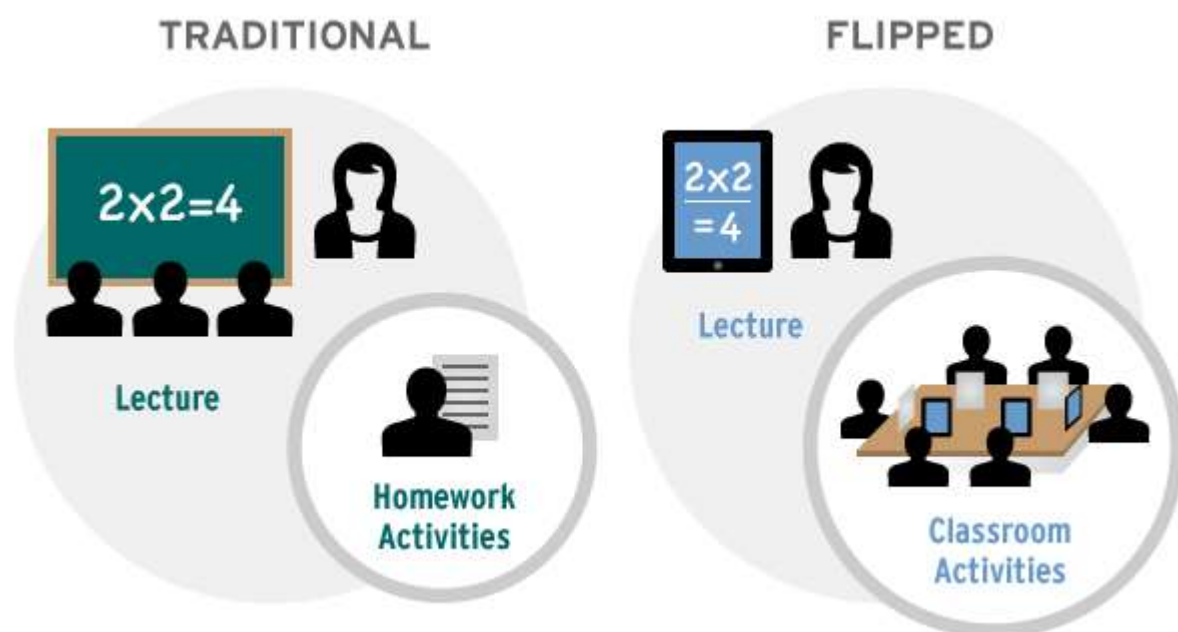 TRADITIONAL
2x2=4
Lecture
Homework
Activities
FLIPPED
2x2
=4
Lecture
Classroom
Activities